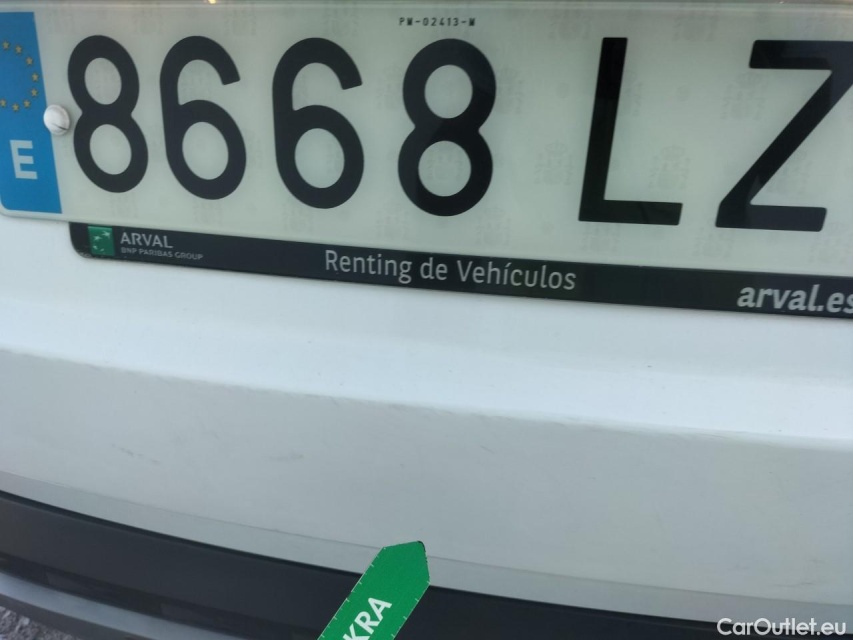 PM-02413-M
E
8668 LZ
ARVAL
BNP PARIBAS GROUP
Renting de Vehículos
arval.es
KRA
CarOutlet.eu